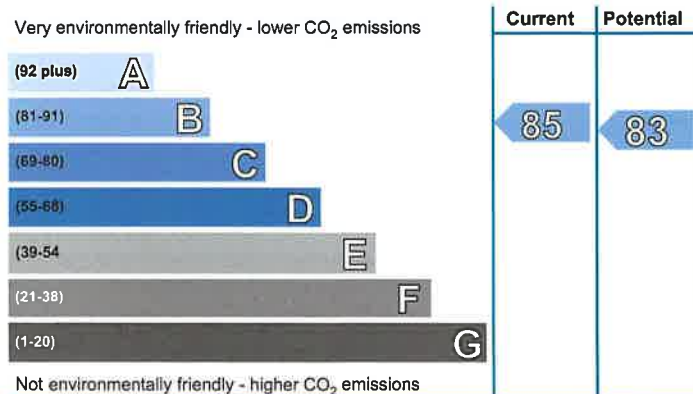 Very environmentally friendly - lower CO₂ emissions
Current
Potential
(92 plus) A
(81-91) B
85
83
(69-80) C
(55-68) D
(39-54 E
(21-38) F
(1-20) G
Not environmentally friendly - higher CO₂ emissions